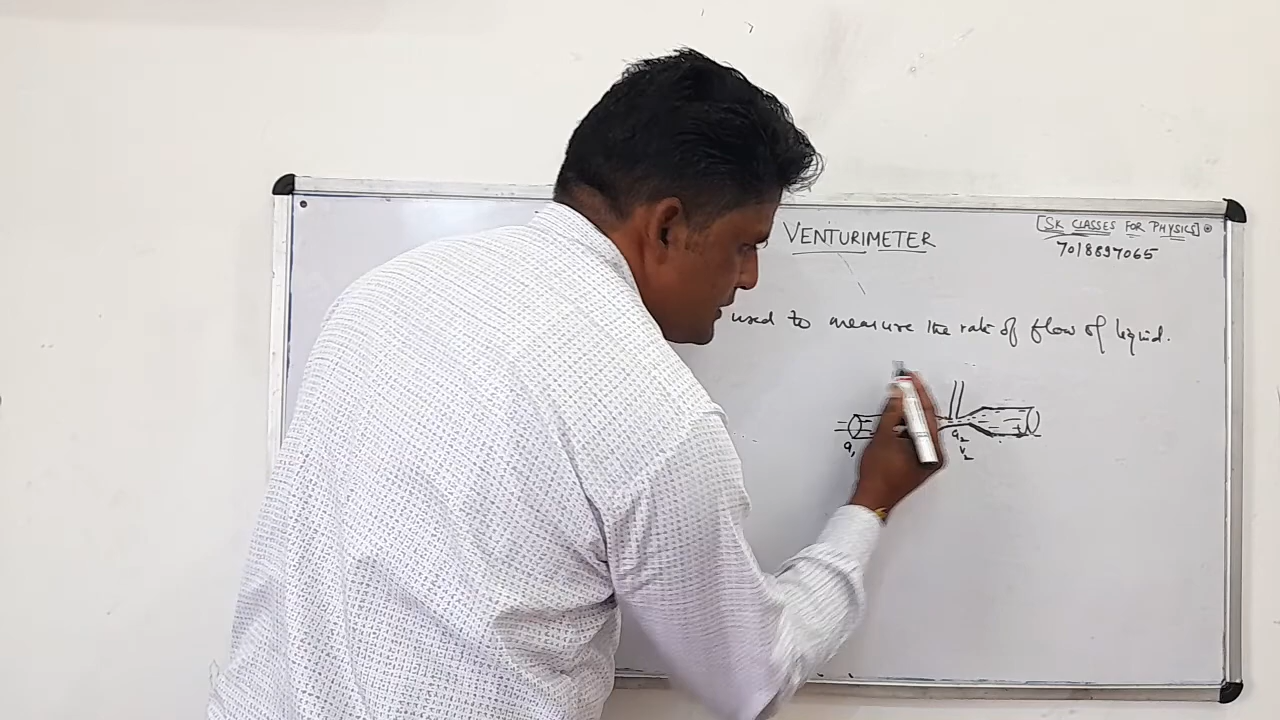 VENTURIMETER
[SK CLASSES FOR PHYSICS]
7018897065
used to measure the rate of flow of liquid.
a1
a2
v2